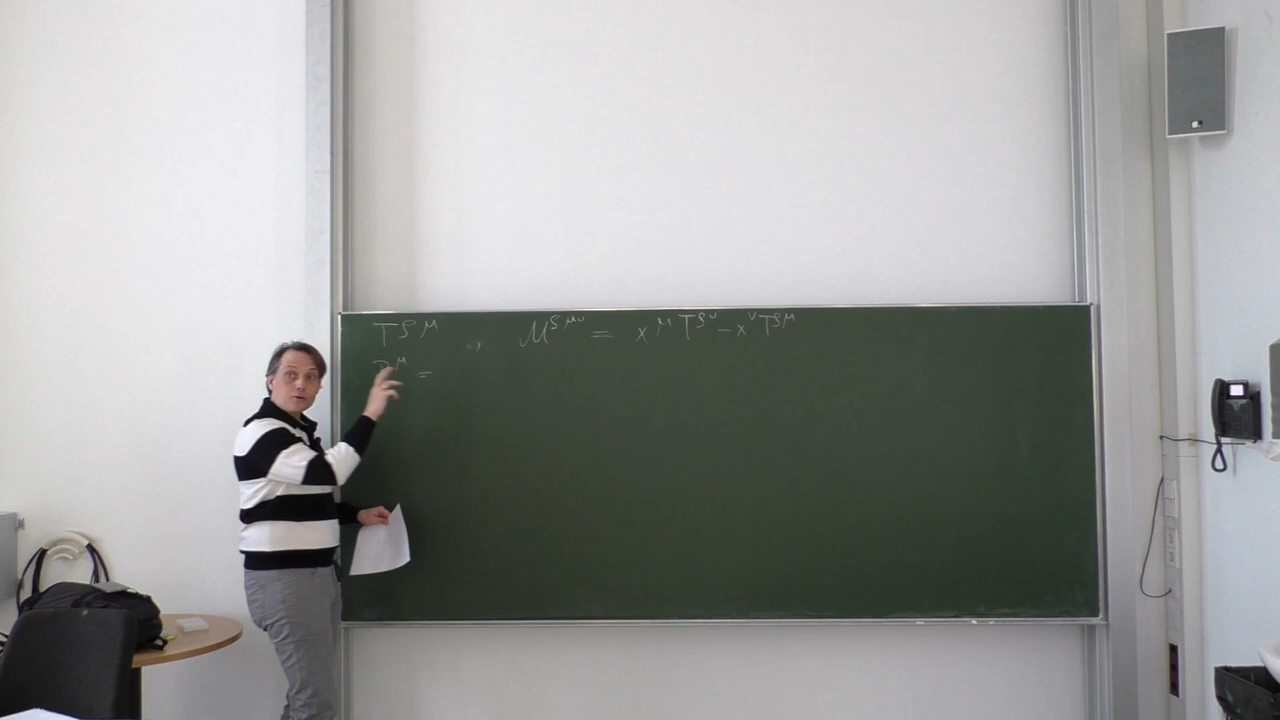 T^{ρμ} , M^{ρμν} = x^μ T^{ρν} - x^ν T^{ρμ}
P^μ =